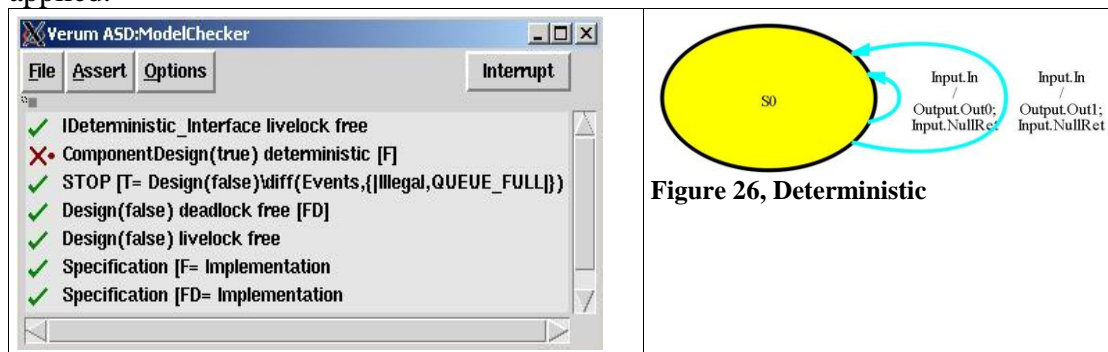 applied.
Verum ASD:ModelChecker
File Assert Options Interrupt
IDeterministic_Interface livelock free
ComponentDesign(true) deterministic [F]
STOP [T= Design(false)\diff(Events,{|Illegal,QUEUE_FULL|})
Design(false) deadlock free [FD]
Design(false) livelock free
Specification [F= Implementation
Specification [FD= Implementation
S0
Input.In
/
Output.Out0;
Input.NullRet
Input.In
/
Output.Out1;
Input.NullRet
Figure 26, Deterministic